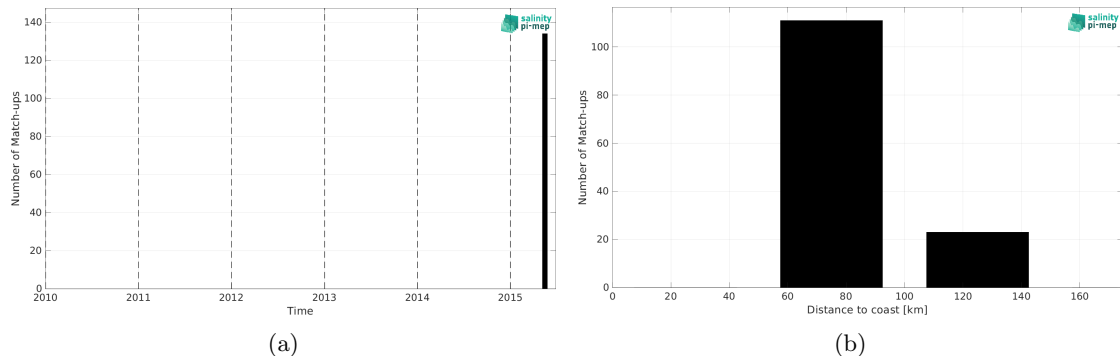 salinity
pi-mep
Number of Match-ups
140
120
100
80
60
40
20
0
2010 2011 2012 2013 2014 2015
Time
(a)
salinity
pi-mep
Number of Match-ups
100
80
60
40
20
0
0 20 40 60 80 100 120 140 160
Distance to coast [km]
(b)